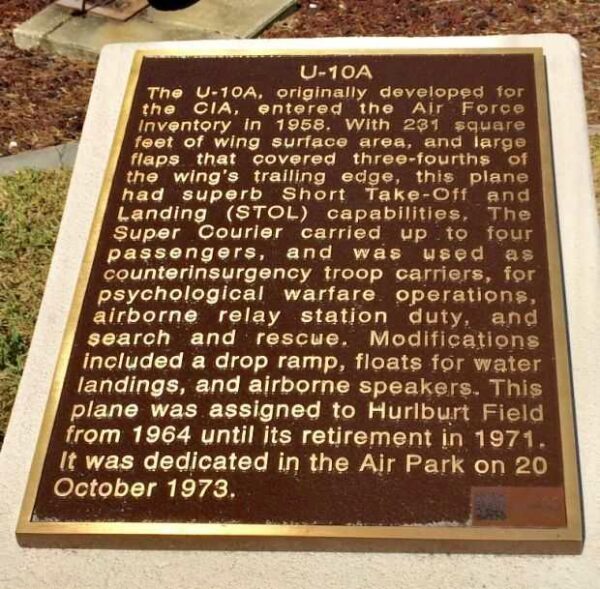 U-10A
The U-10A, originally developed for
the CIA, entered the Air Force
inventory in 1958. With 231 square
feet of wing surface area, and large
flaps that covered three-fourths of
the wing's trailing edge, this plane
had superb Short Take-Off and
Landing (STOL) capabilities. The
Super Courier carried up to four
passengers, and was used as
counterinsurgency troop carriers, for
psychological warfare operations,
airborne relay station duty, and
search and rescue. Modifications
included a drop ramp, floats for water
landings, and airborne speakers. This
plane was assigned to Hurlburt Field
from 1964 until its retirement in 1971.
It was dedicated in the Air Park on 20
October 1973.